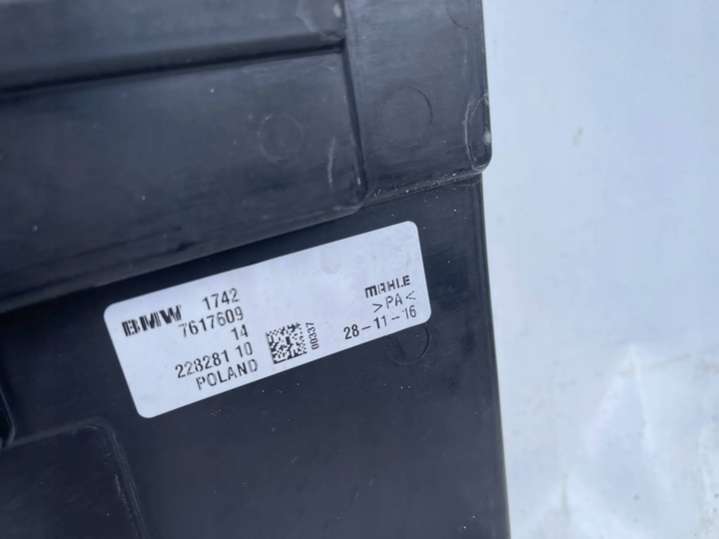 BMW 1742
7617609
14
228281 10
POLAND
00337
MAHLE
>PA<
28-11-16